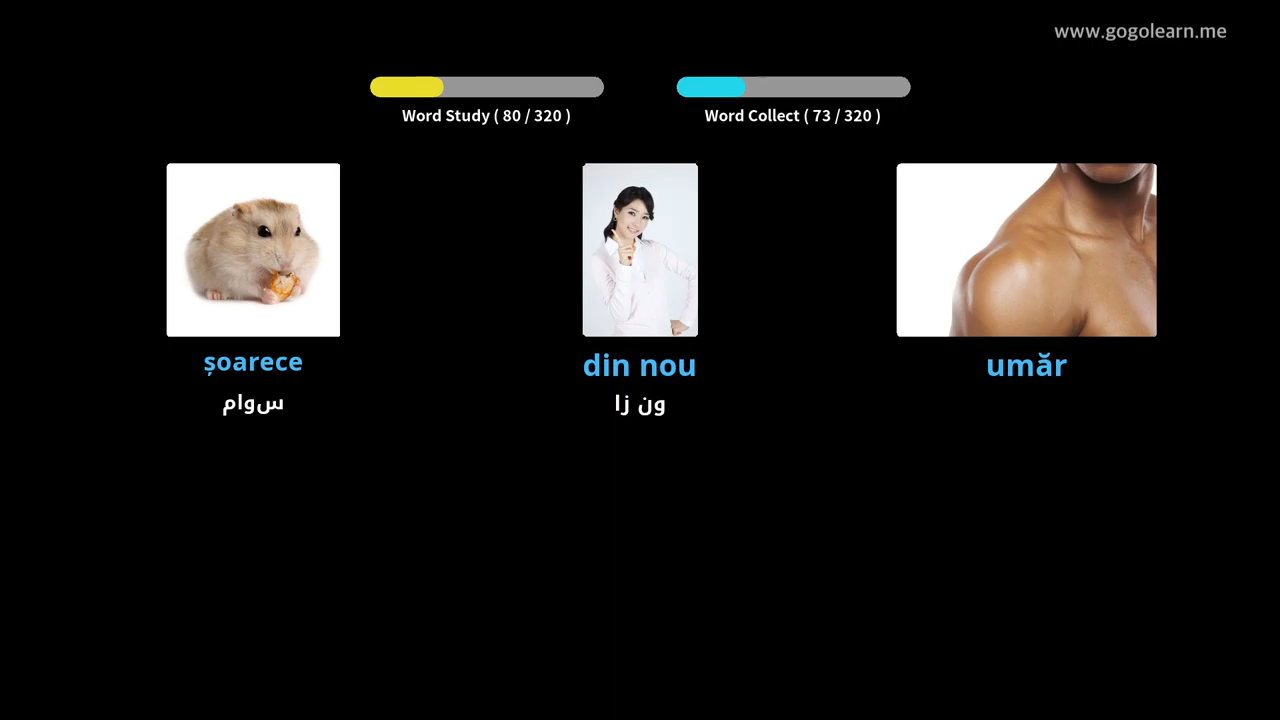 www.gogolearn.me
Word Study ( 80 / 320 )
Word Collect ( 73 / 320 )
șoarece
سوام
din nou
ون زا
umăr